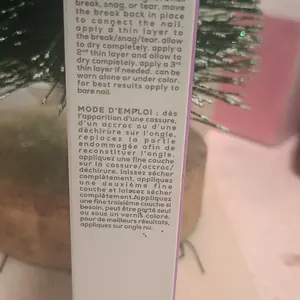 break, snag, or tear, move
the break back in place
to connect the nail.
apply a thin layer to
the break/snag/tear. allow
to dry completely. apply a
2nd thin layer and allow to
dry completely. apply a 3rd
thin layer if needed. can be
worn alone or under color.
for best results apply to
bare nail.
MODE D'EMPLOI : dès
l'apparition d'une cassure,
d'un accroc ou d'une
déchirure sur l'ongle,
replacez la partie
endommagée afin de
reconstituer l'ongle.
appliquez une fine couche
sur la cassure/accroc/
déchirure. laissez sécher
complètement. appliquez
une deuxième fine
couche et laissez sécher
complètement. appliquez
une fine troisième couche si
besoin. peut être porté seul
ou sous un vernis coloré.
pour de meilleurs résultats,
appliquez sur ongle nu.